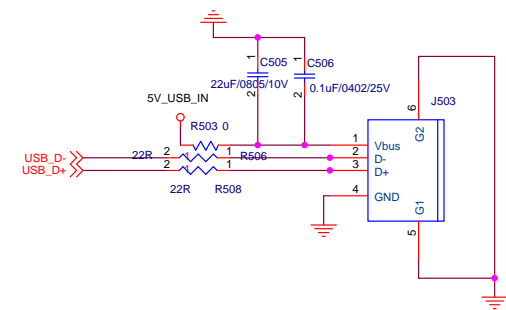 1
C505
1
C506
22uF/0805/10V
2
2
0.1uF/0402/25V
5V_USB_IN
J503
6
G2
R503 0
1
Vbus
USB_D-
2
22R
1
R506
2
D-
USB_D+
2
1
3
D+
22R
R508
4
GND
G1
5